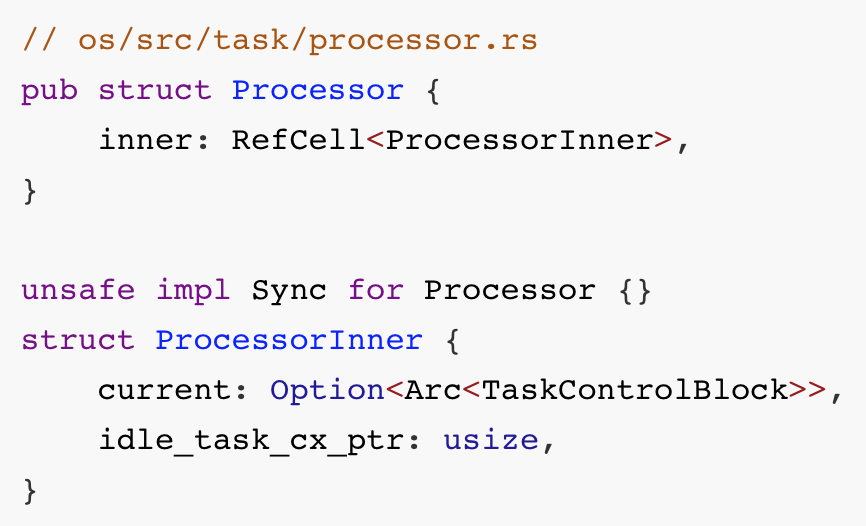 // os/src/task/processor.rs
pub struct Processor {
    inner: RefCell<ProcessorInner>,
}

unsafe impl Sync for Processor {}
struct ProcessorInner {
    current: Option<Arc<TaskControlBlock>>,
    idle_task_cx_ptr: usize,
}